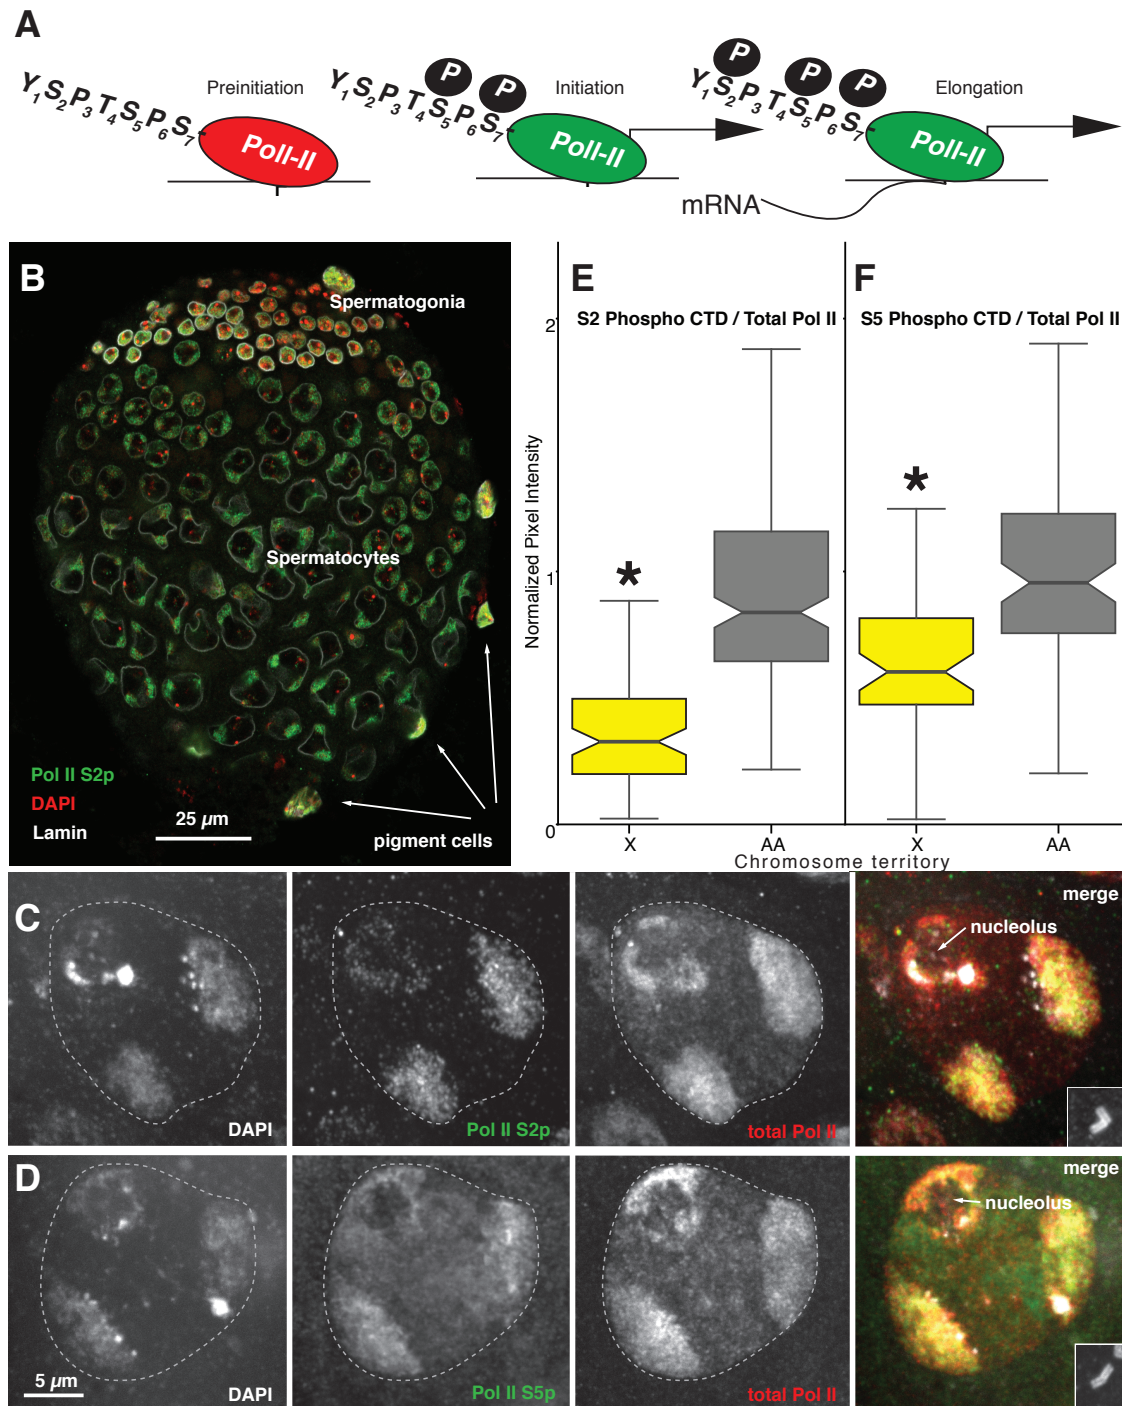 A
Y1S2P3T4S5P6S7- Preinitiation Poll-II
Y1S2P3T4S5P6S7- P P Initiation Poll-II
Y1S2P3T4S5P6S7- P P P Elongation Poll-II
mRNA
B
Spermatogonia
Spermatocytes
Pol II S2p
DAPI
Lamin
25 µm
pigment cells
E
S2 Phospho CTD / Total Pol II
F
S5 Phospho CTD / Total Pol II
Normalized Pixel Intensity
2
1
0
*
*
X AA X AA
Chromosome territory
C
DAPI
Pol II S2p
total Pol II
merge
nucleolus
D
5 µm
DAPI
Pol II S5p
total Pol II
merge
nucleolus